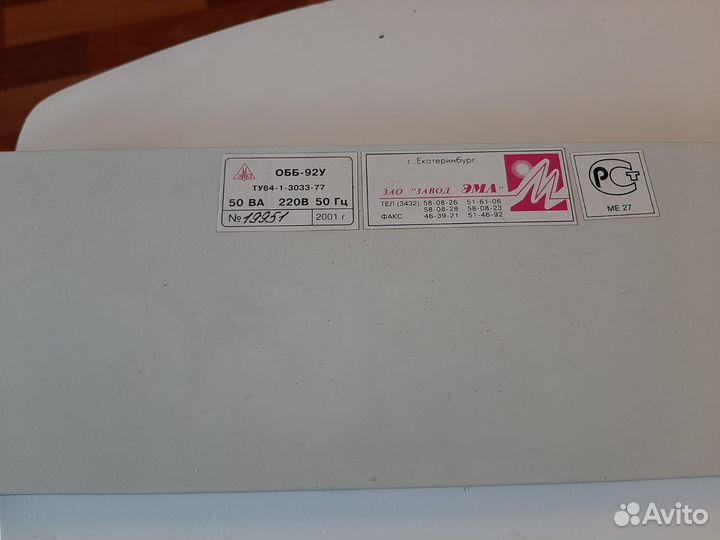 ОББ-92У
ТУ64-1-3033-77
50 ВА 220В 50 Гц
№ 19951 2001 г
г. Екатеринбург
ЗАО "ЗАВОД ЭМА"
ТЕЛ (3432) 58-08-26 51-61-06
58-08-28 58-08-23
ФАКС 46-39-21 51-46-92
РСТ
МЕ 27
Avito